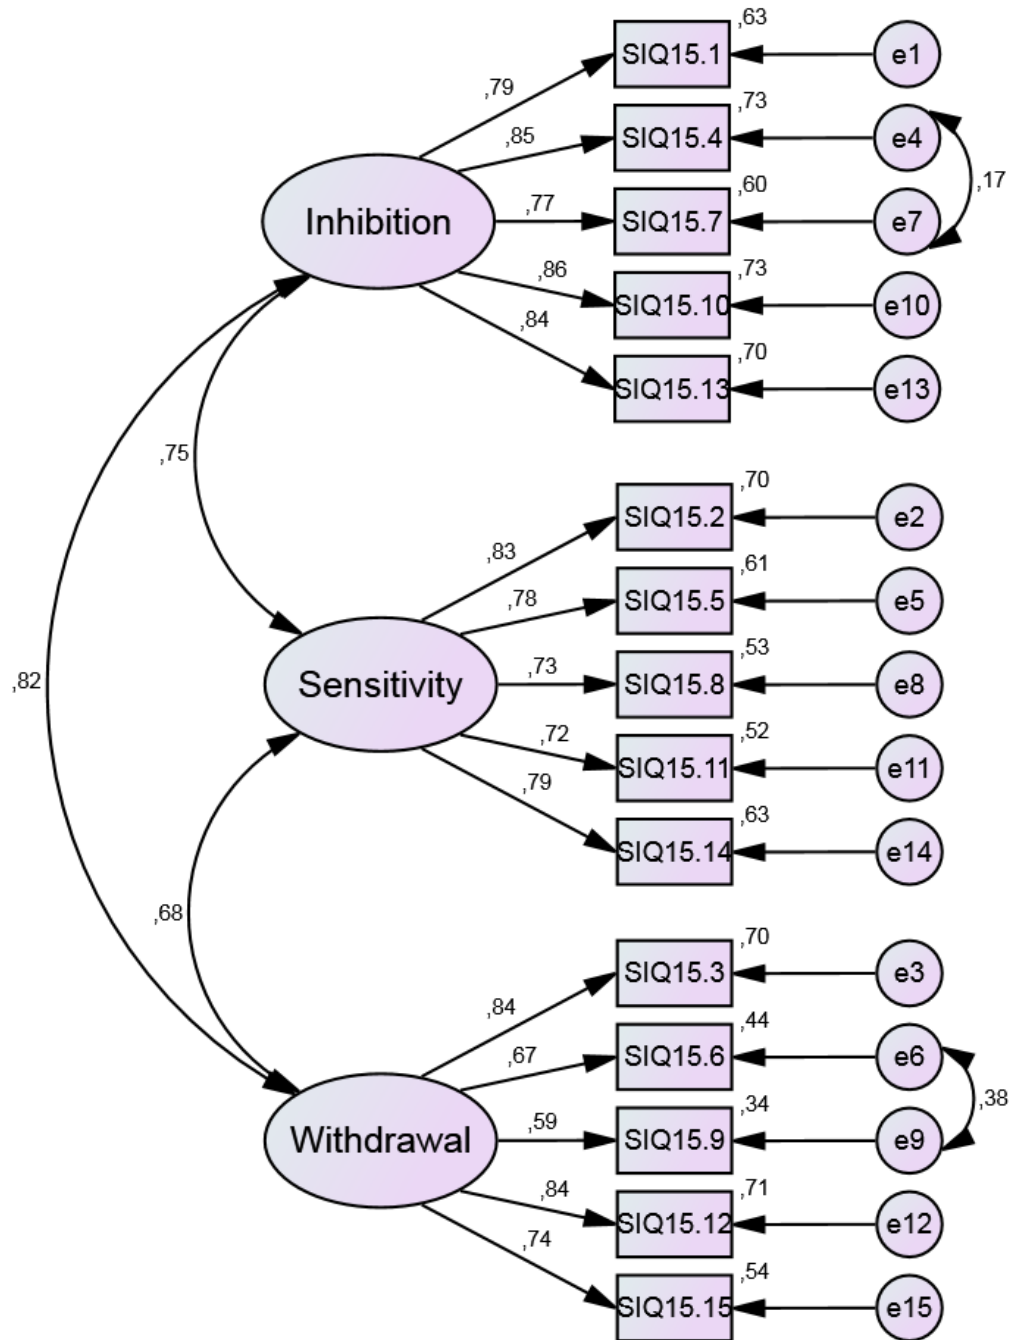 ,63
SIQ15.1
e1
,79
,73
SIQ15.4
e4
,85
,17
,60
Inhibition
,77
SIQ15.7
e7
,73
,86
SIQ15.10
e10
,84
,70
SIQ15.13
e13
,75
,70
SIQ15.2
e2
,83
,61
SIQ15.5
e5
,78
,53
,82
Sensitivity
,73
SIQ15.8
e8
,52
,72
SIQ15.11
e11
,79
,63
SIQ15.14
e14
,68
,70
SIQ15.3
e3
,84
,44
SIQ15.6
e6
,67
,38
,34
Withdrawal
,59
SIQ15.9
e9
,71
,84
SIQ15.12
e12
,74
,54
SIQ15.15
e15